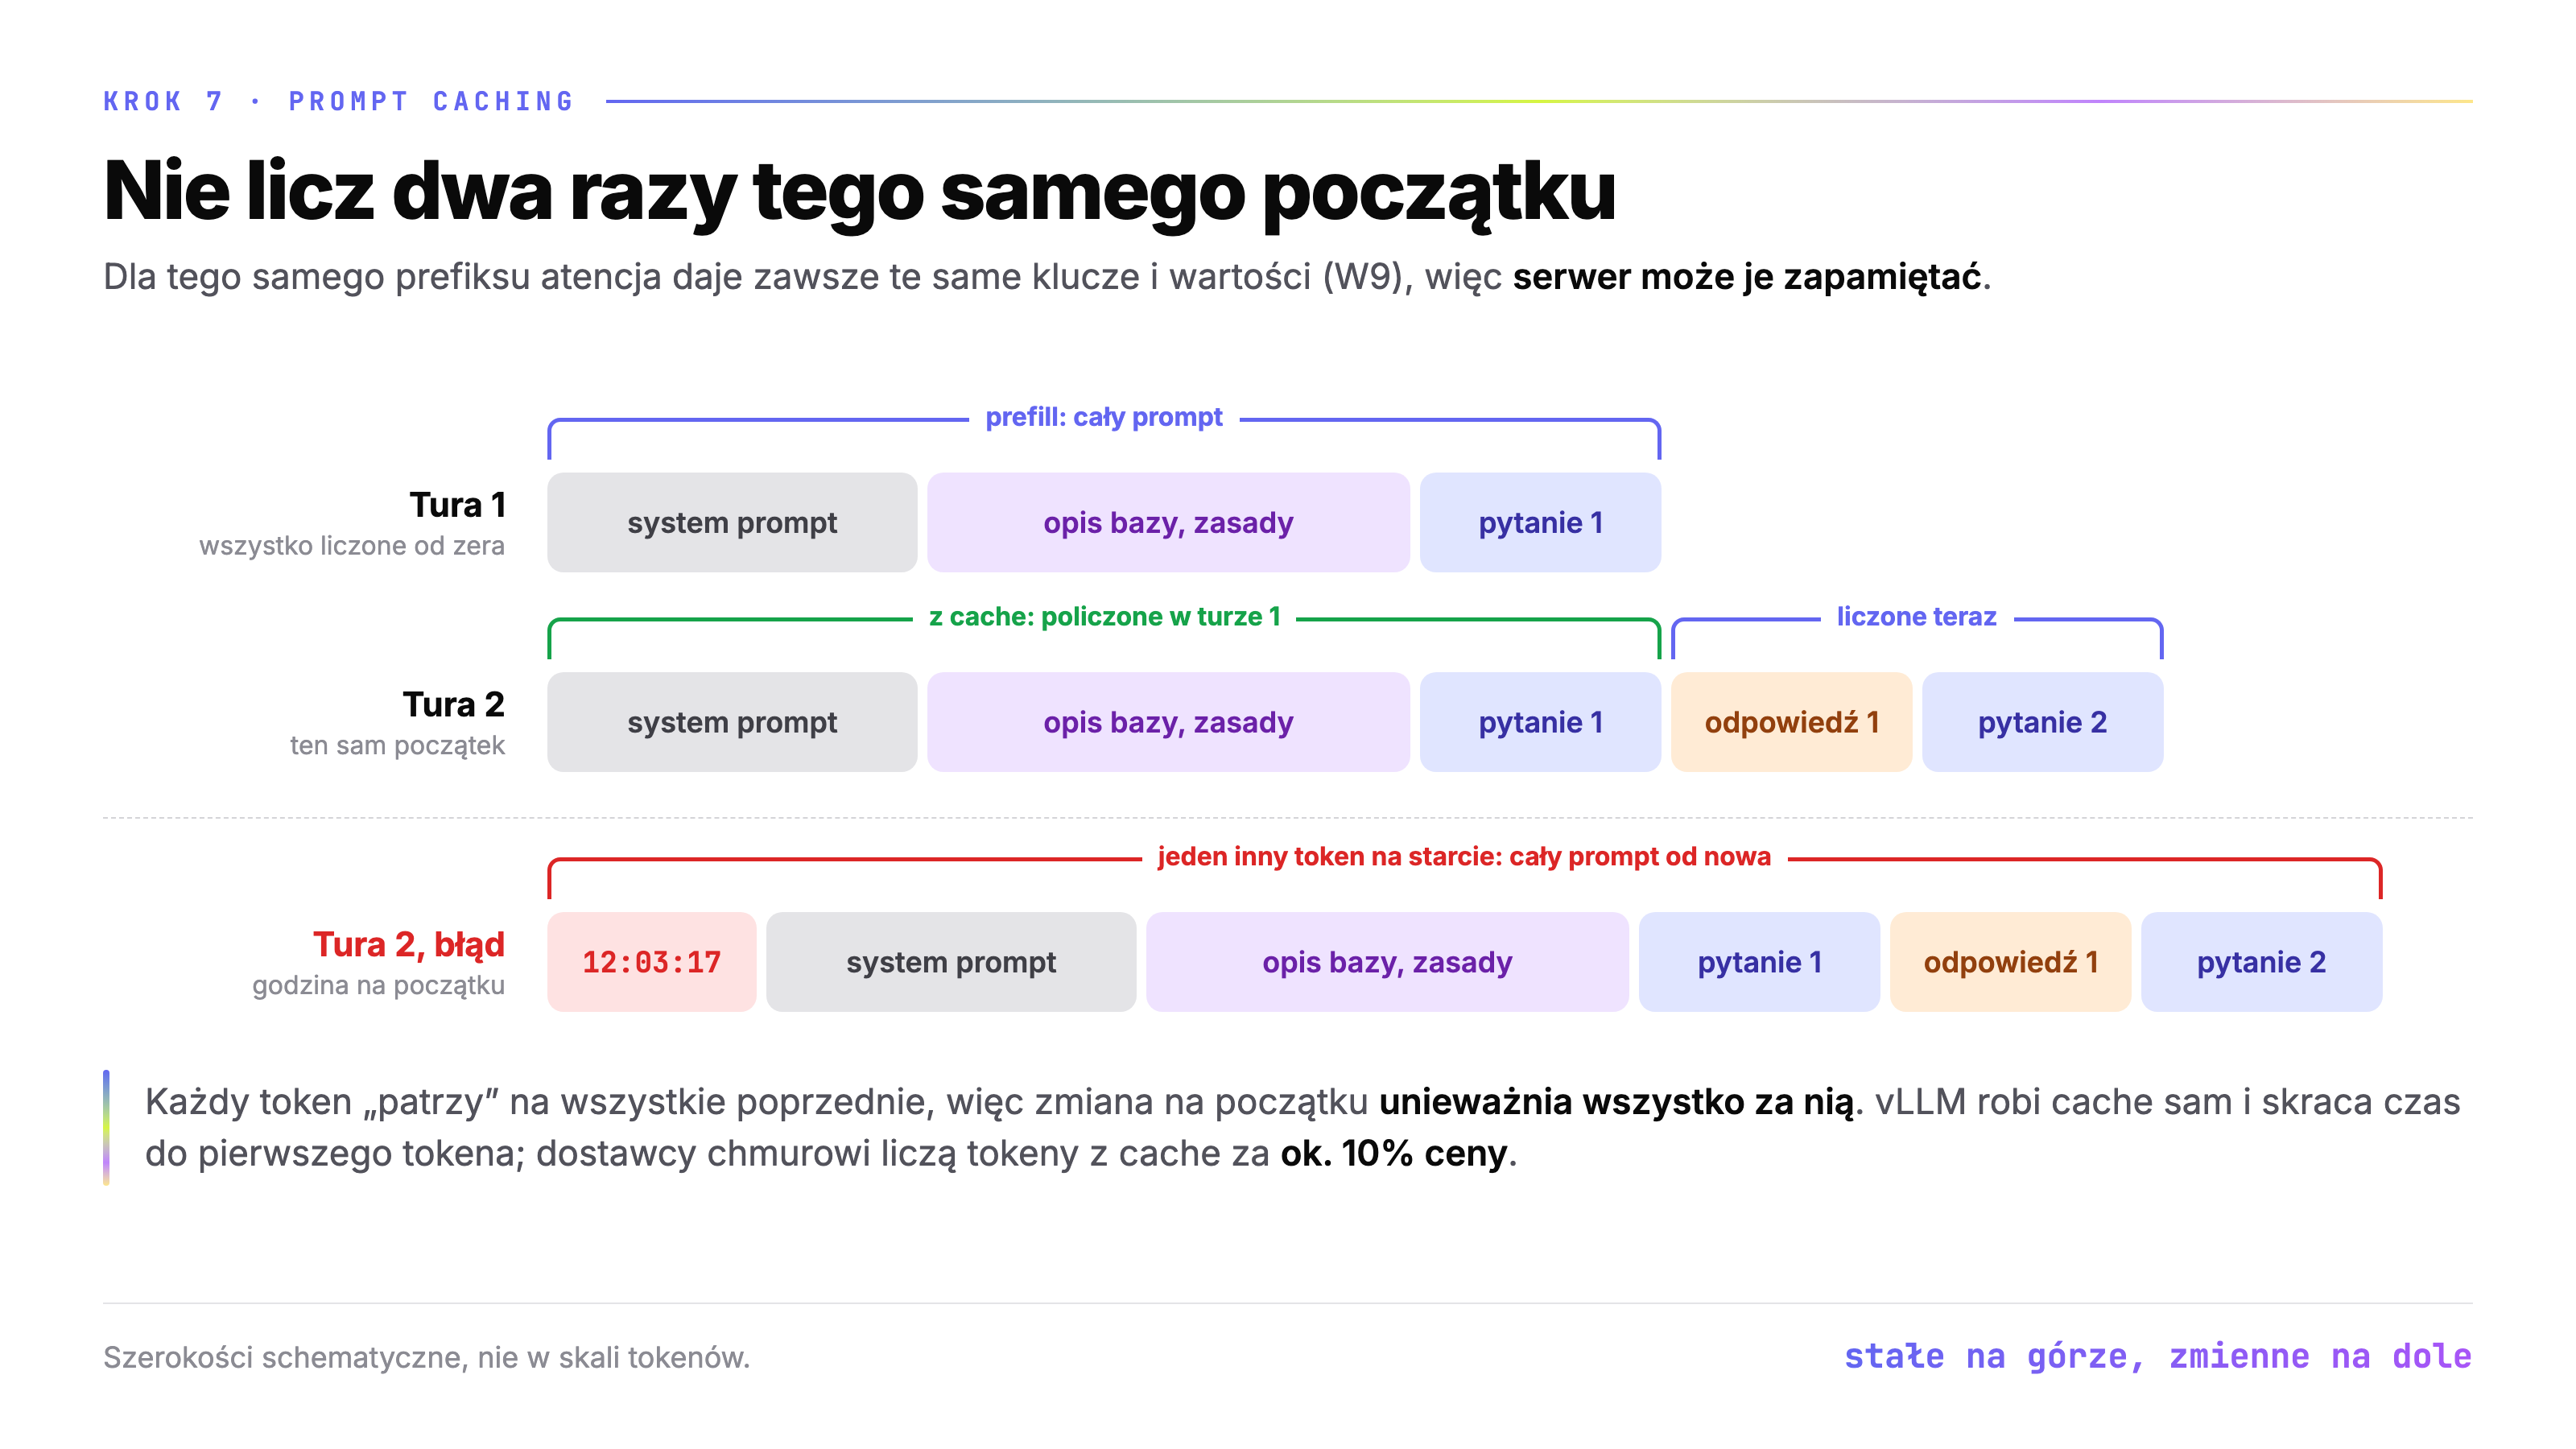 KROK 7 · PROMPT CACHING
Nie licz dwa razy tego samego początku
Dla tego samego prefiksu atencja daje zawsze te same klucze i wartości (W9), więc serwer może je zapamiętać.
prefill: cały prompt
Tura 1
wszystko liczone od zera
system prompt
opis bazy, zasady
pytanie 1
z cache: policzone w turze 1
liczone teraz
Tura 2
ten sam początek
system prompt
opis bazy, zasady
pytanie 1
odpowiedź 1
pytanie 2
jeden inny token na starcie: cały prompt od nowa
Tura 2, błąd
godzina na początku
12:03:17
system prompt
opis bazy, zasady
pytanie 1
odpowiedź 1
pytanie 2
Każdy token „patrzy” na wszystkie poprzednie, więc zmiana na początku unieważnia wszystko za nią. vLLM robi cache sam i skraca czas
do pierwszego tokena; dostawcy chmurowi liczą tokeny z cache za ok. 10% ceny.
Szerokości schematyczne, nie w skali tokenów.
stałe na górze, zmienne na dole